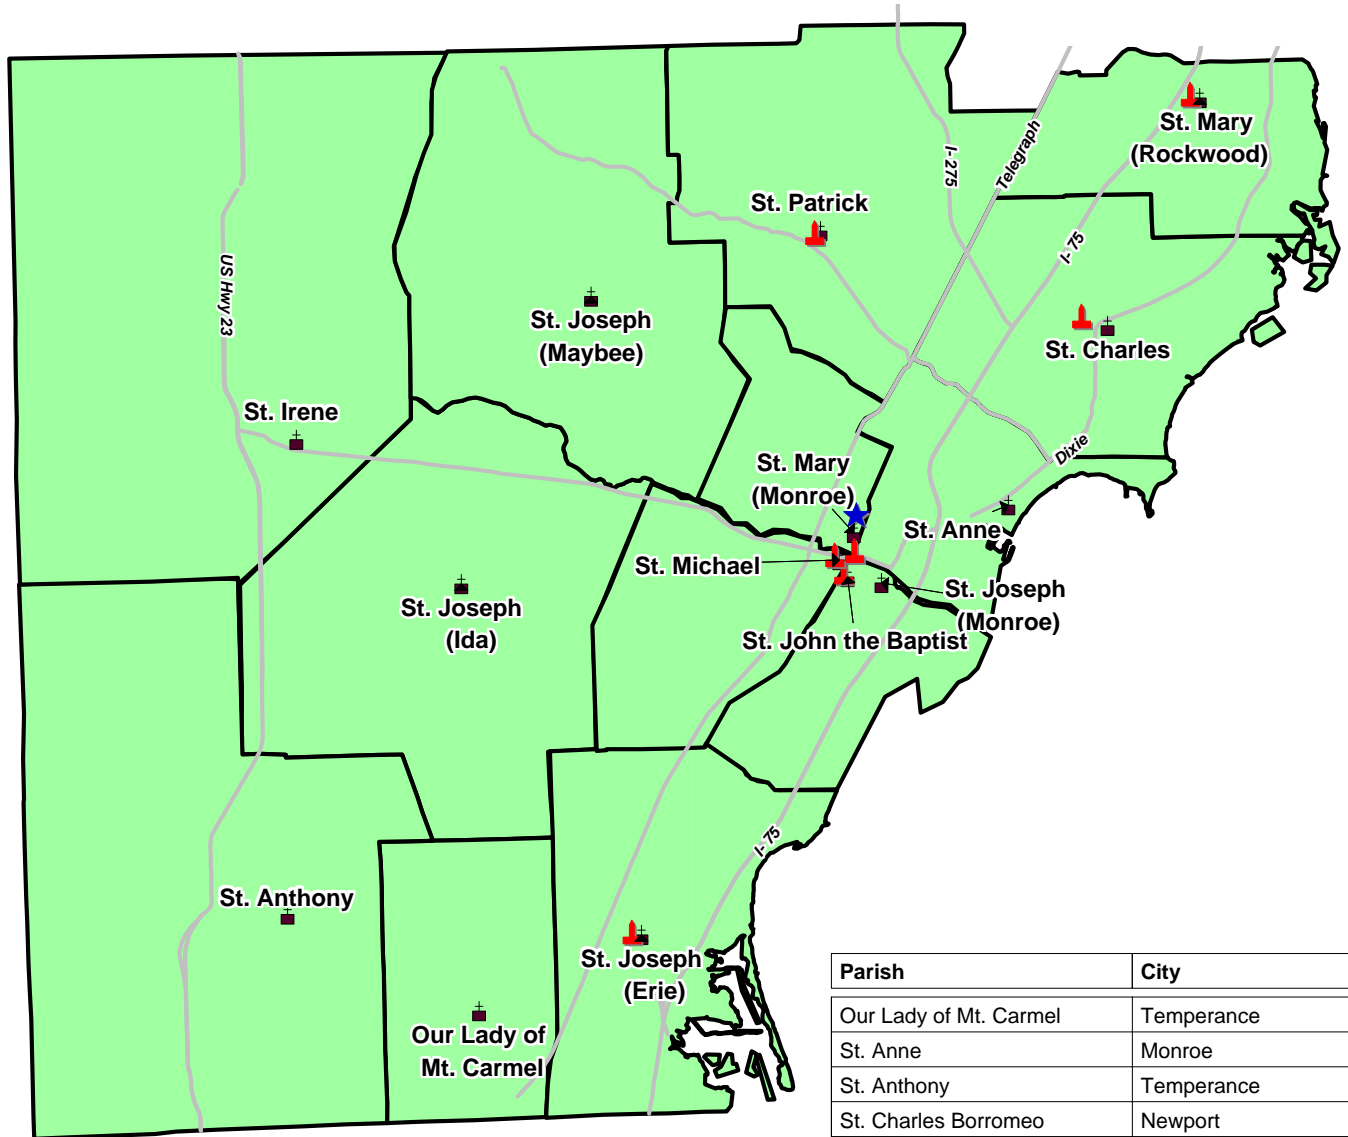 I- 275
Telegraph
St. Mary
(Rockwood)
St. Patrick
I- 75
US Hwy 23
St. Joseph
(Maybee)
St. Charles
St. Irene
Dixie
St. Mary
(Monroe)
St. Anne
St. Michael
St. Joseph
(Monroe)
St. Joseph
(Ida)
St. John the Baptist
I- 75
St. Anthony
St. Joseph
(Erie)
Our Lady of
Mt. Carmel
Parish City
Our Lady of Mt. Carmel Temperance
St. Anne Monroe
St. Anthony Temperance
St. Charles Borromeo Newport